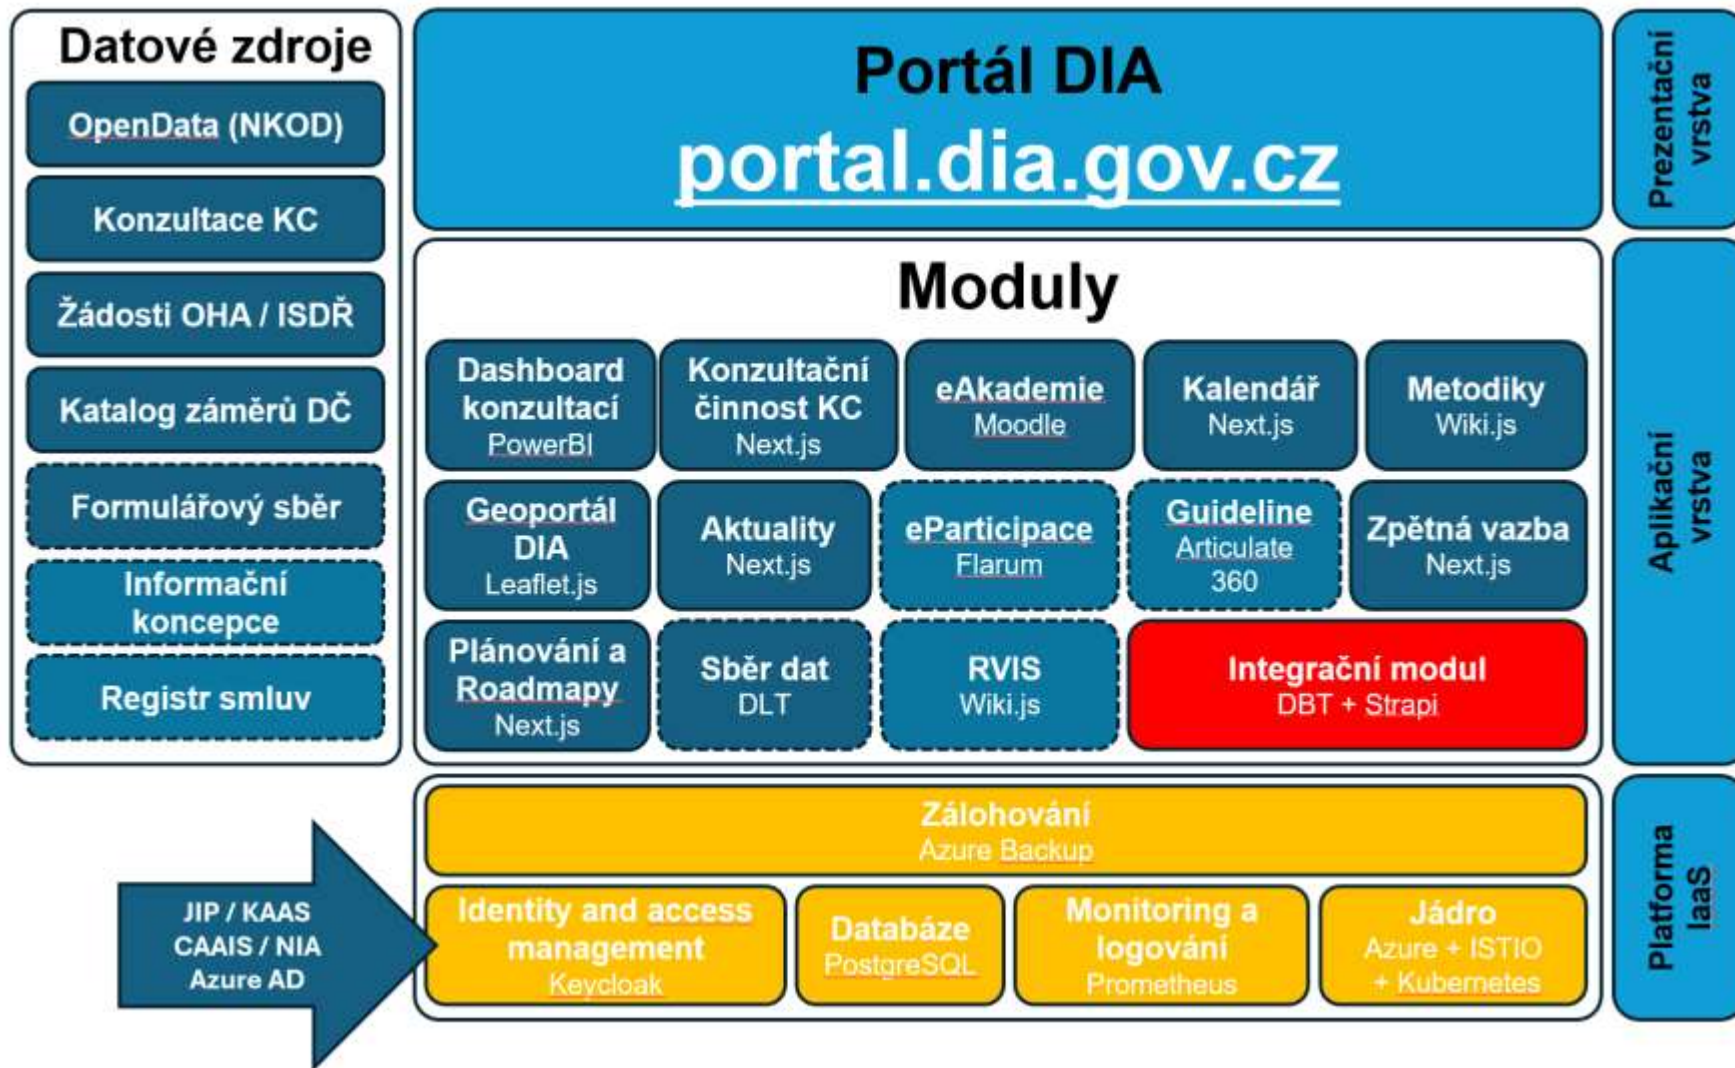 Datové zdroje
OpenData (NKOD)
Konzultace KC
Žádosti OHA / ISDŘ
Katalog záměrů DČ
Formulářový sběr
Informační
koncepce
Registr smluv
Portál DIA
portal.dia.gov.cz
Prezentační
vrstva
Moduly
Dashboard
konzultací
PowerBI
Konzultační
činnost KC
Next.js
eAkademie
Moodle
Kalendář
Next.js
Metodiky
Wiki.js
Geoportál
DIA
Leaflet.js
Aktuality
Next.js
eParticipace
Flarum
Guideline
Articulate
360
Zpětná vazba
Next.js
Plánování a
Roadmapy
Next.js
Sběr dat
DLT
RVIS
Wiki.js
Integrační modul
DBT + Strapi
Aplikační
vrstva
Zálohování
Azure Backup
JIP / KAAS
CAAIS / NIA
Azure AD
Identity and access
management
Keycloak
Databáze
PostgreSQL
Monitoring a
logování
Prometheus
Jádro
Azure + ISTIO
+ Kubernetes
Platforma
IaaS